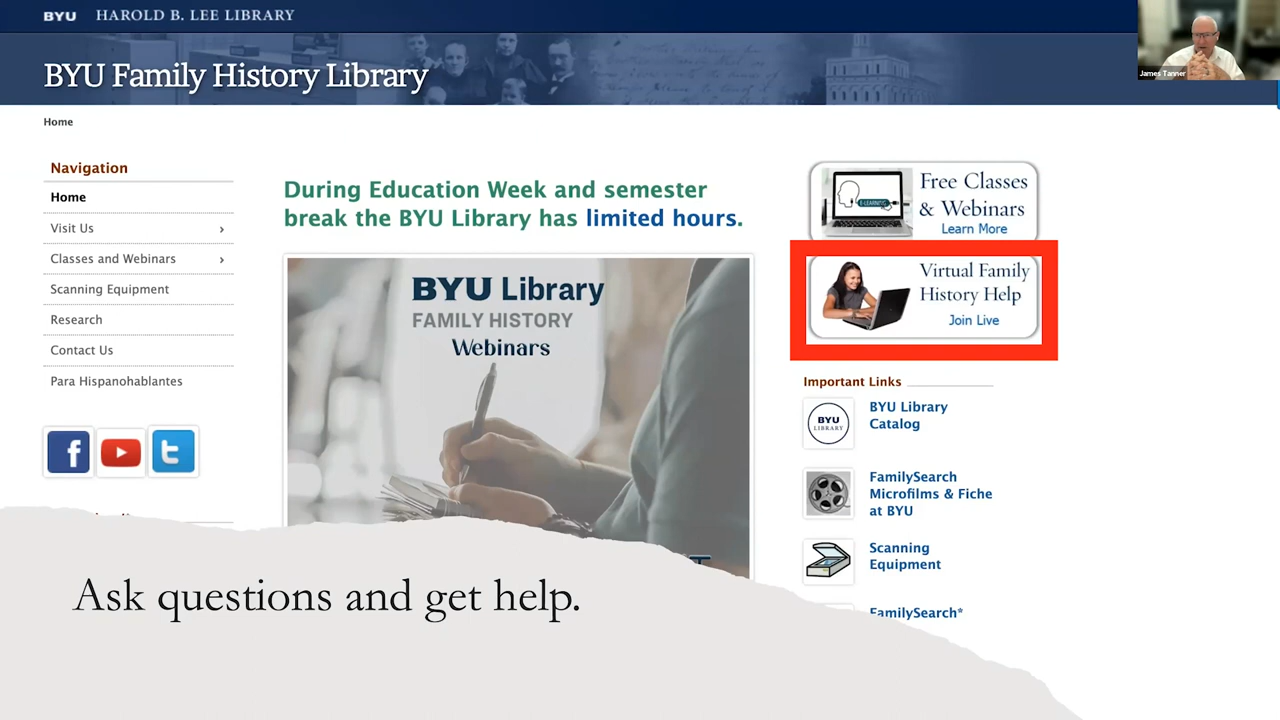 BYU HAROLD B. LEE LIBRARY
BYU Family History Library
James Tanner
Home
Navigation
Home
Visit Us
Classes and Webinars
Scanning Equipment
Research
Contact Us
Para Hispanohablantes
During Education Week and semester
break the BYU Library has limited hours.
BYU Library
FAMILY HISTORY
Webinars
Free Classes
& Webinars
Learn More
E-LEARNING
Virtual Family
History Help
Join Live
Important Links
BYU
LIBRARY
BYU Library
Catalog
FamilySearch
Microfilms & Fiche
at BYU
Scanning
Equipment
FamilySearch*
Ask questions and get help.